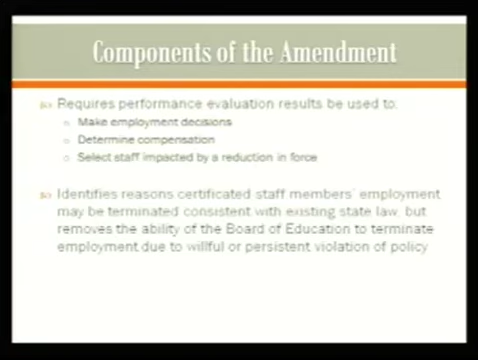 Components of the Amendment
Requires performance evaluation results be used to:
Make employment decisions
Determine compensation
Select staff impacted by a reduction in force
Identifies reasons certificated staff members' employment
may be terminated consistent with existing state law, but
removes the ability of the Board of Education to terminate
employment due to willful or persistent violation of policy